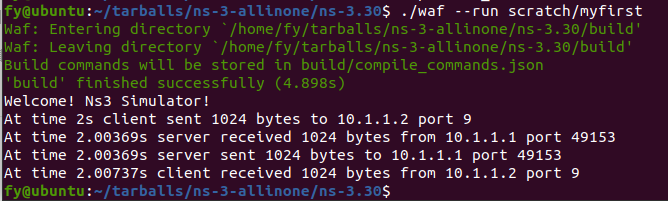 fy@ubuntu:~/tarballs/ns-3-allinone/ns-3.30$ ./waf --run scratch/myfirst
Waf: Entering directory `/home/fy/tarballs/ns-3-allinone/ns-3.30/build'
Waf: Leaving directory `/home/fy/tarballs/ns-3-allinone/ns-3.30/build'
Build commands will be stored in build/compile_commands.json
'build' finished successfully (4.898s)
Welcome! Ns3 Simulator!
At time 2s client sent 1024 bytes to 10.1.1.2 port 9
At time 2.00369s server received 1024 bytes from 10.1.1.1 port 49153
At time 2.00369s server sent 1024 bytes to 10.1.1.1 port 49153
At time 2.00737s client received 1024 bytes from 10.1.1.2 port 9
fy@ubuntu:~/tarballs/ns-3-allinone/ns-3.30$